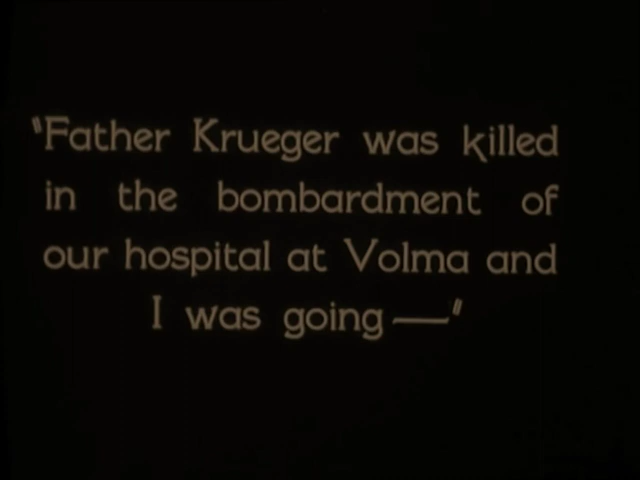 "Father Krueger was killed
in the bombardment of
our hospital at Volma and
I was going—"